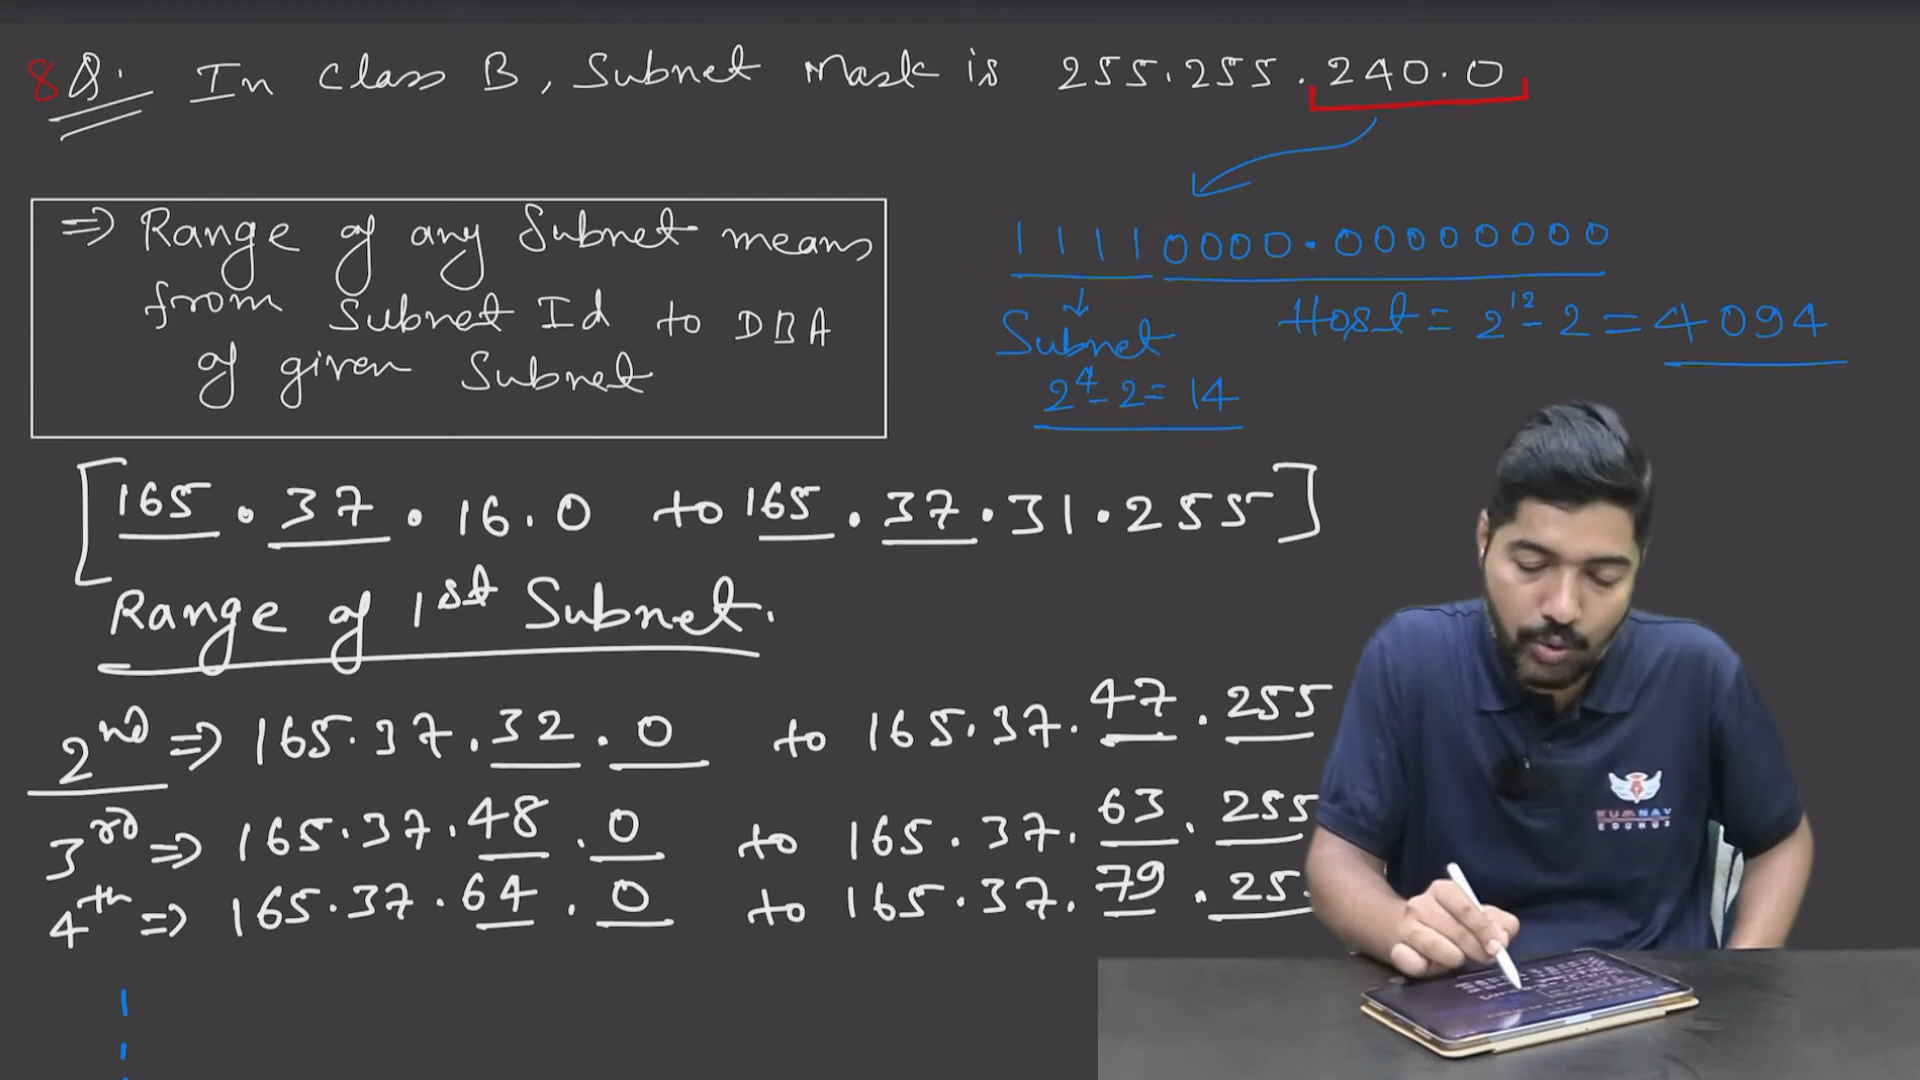 8Q. In Class B, Subnet Mask is 255.255.240.0
⇒ Range of any Subnet means
from Subnet Id to DBA
of given Subnet
11110000.00000000
Subnet
2⁴-2=14
Host = 2¹²-2 = 4094
[165.37.16.0 to 165.37.31.255]
Range of 1st Subnet.
2nd ⇒ 165.37.32.0 to 165.37.47.255
3rd ⇒ 165.37.48.0 to 165.37.63.255
4th ⇒ 165.37.64.0 to 165.37.79.25
KUMNAV
EDUHUB